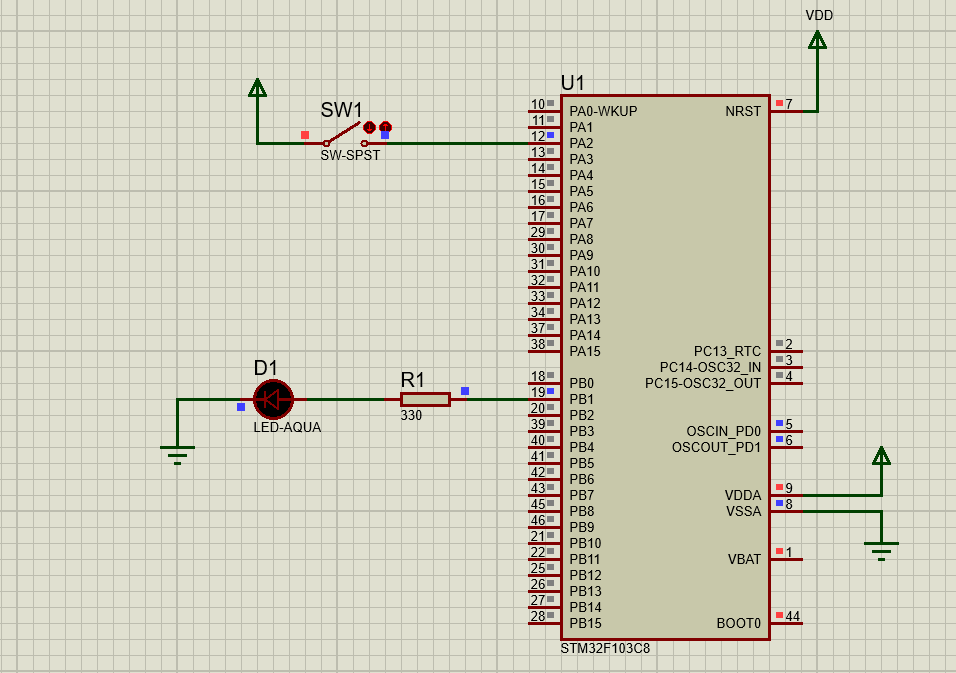 VDD
U1
SW1
SW-SPST
10 PA0-WKUP
11 PA1
12 PA2
13 PA3
14 PA4
15 PA5
16 PA6
17 PA7
29 PA8
30 PA9
31 PA10
32 PA11
33 PA12
34 PA13
37 PA14
38 PA15
18 PB0
19 PB1
20 PB2
39 PB3
40 PB4
41 PB5
42 PB6
43 PB7
45 PB8
46 PB9
21 PB10
22 PB11
25 PB12
26 PB13
27 PB14
28 PB15
NRST 7
PC13_RTC 2
PC14-OSC32_IN 3
PC15-OSC32_OUT 4
OSCIN_PD0 5
OSCOUT_PD1 6
VDDA 9
VSSA 8
VBAT 1
BOOT0 44
STM32F103C8
D1
LED-AQUA
R1
330